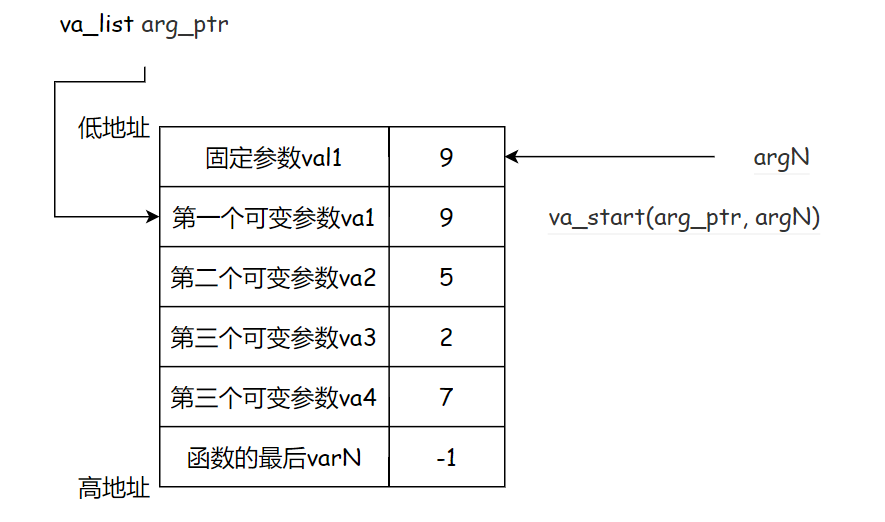 va_list arg_ptr
低地址
固定参数val1 9
argN
第一个可变参数va1 9
va_start(arg_ptr, argN)
第二个可变参数va2 5
第三个可变参数va3 2
第三个可变参数va4 7
函数的最后varN -1
高地址